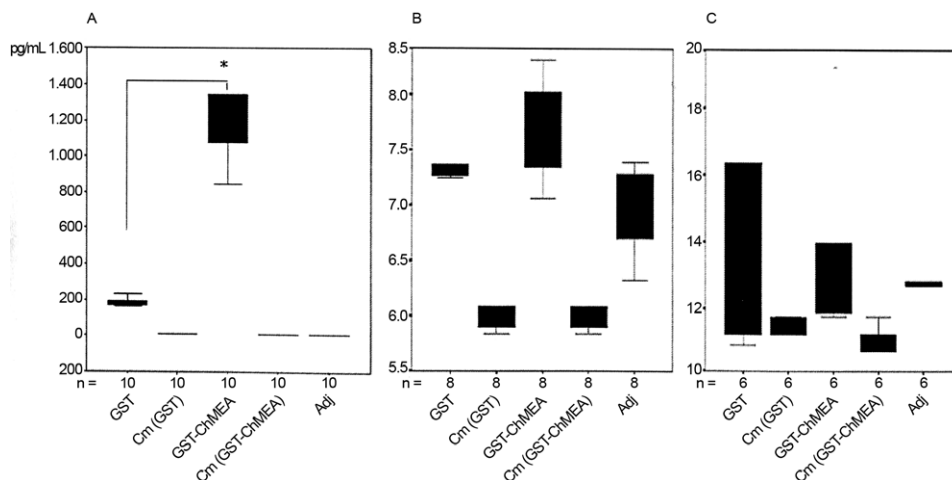 A
B
C
pg/mL
1.600
1.400
1.200
1.000
800
600
400
200
0
200
*
n = 10 10 10 10 10
GST
Cm (GST)
GST-ChMEA
Cm (GST-ChMEA)
Adj
8.5
8.0
7.5
7.0
6.5
6.0
5.5
n = 8 8 8 8 8
GST
Cm (GST)
GST-ChMEA
Cm (GST-ChMEA)
Adj
20
18
16
14
12
10
n = 6 6 6 6 6
GST
Cm (GST)
GST-ChMEA
Cm (GST-ChMEA)
Adj